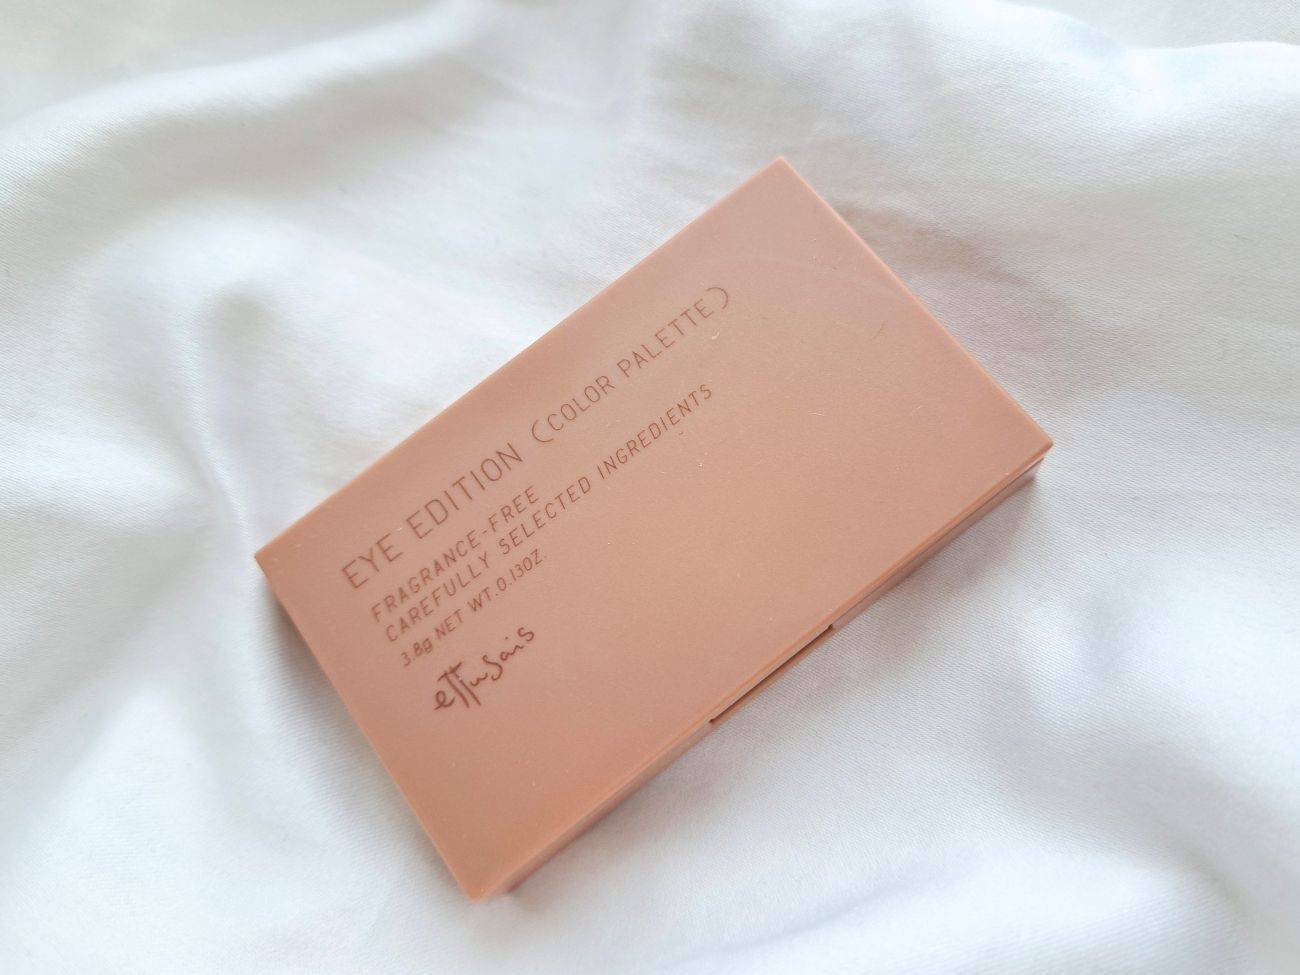 EYE EDITION (COLOR PALETTE)
FRAGRANCE-FREE
CAREFULLY SELECTED INGREDIENTS
3.8g NET WT.0.13OZ.
ettusais